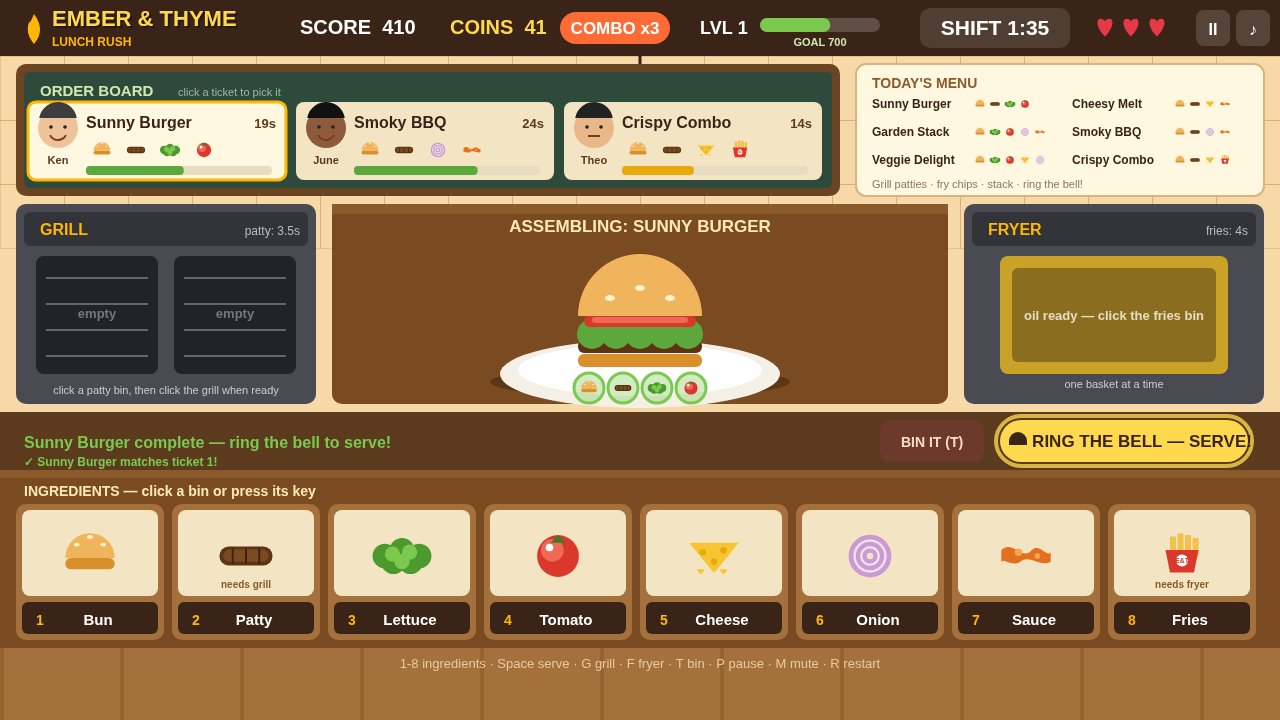 EMBER & THYME
LUNCH RUSH
SCORE 410
COINS 41
COMBO x3
LVL 1
GOAL 700
SHIFT 1:35
ORDER BOARD
click a ticket to pick it
Ken
Sunny Burger
19s
June
Smoky BBQ
24s
Theo
Crispy Combo
14s
TODAY'S MENU
Sunny Burger
Cheesy Melt
Garden Stack
Smoky BBQ
Veggie Delight
Crispy Combo
Grill patties · fry chips · stack · ring the bell!
GRILL
patty: 3.5s
empty
empty
click a patty bin, then click the grill when ready
ASSEMBLING: SUNNY BURGER
FRYER
fries: 4s
oil ready — click the fries bin
one basket at a time
Sunny Burger complete — ring the bell to serve!
✓ Sunny Burger matches ticket 1!
BIN IT (T)
RING THE BELL — SERVE!
INGREDIENTS — click a bin or press its key
needs grill
needs fryer
1 Bun
2 Patty
3 Lettuce
4 Tomato
5 Cheese
6 Onion
7 Sauce
8 Fries
1-8 ingredients · Space serve · G grill · F fryer · T bin · P pause · M mute · R restart